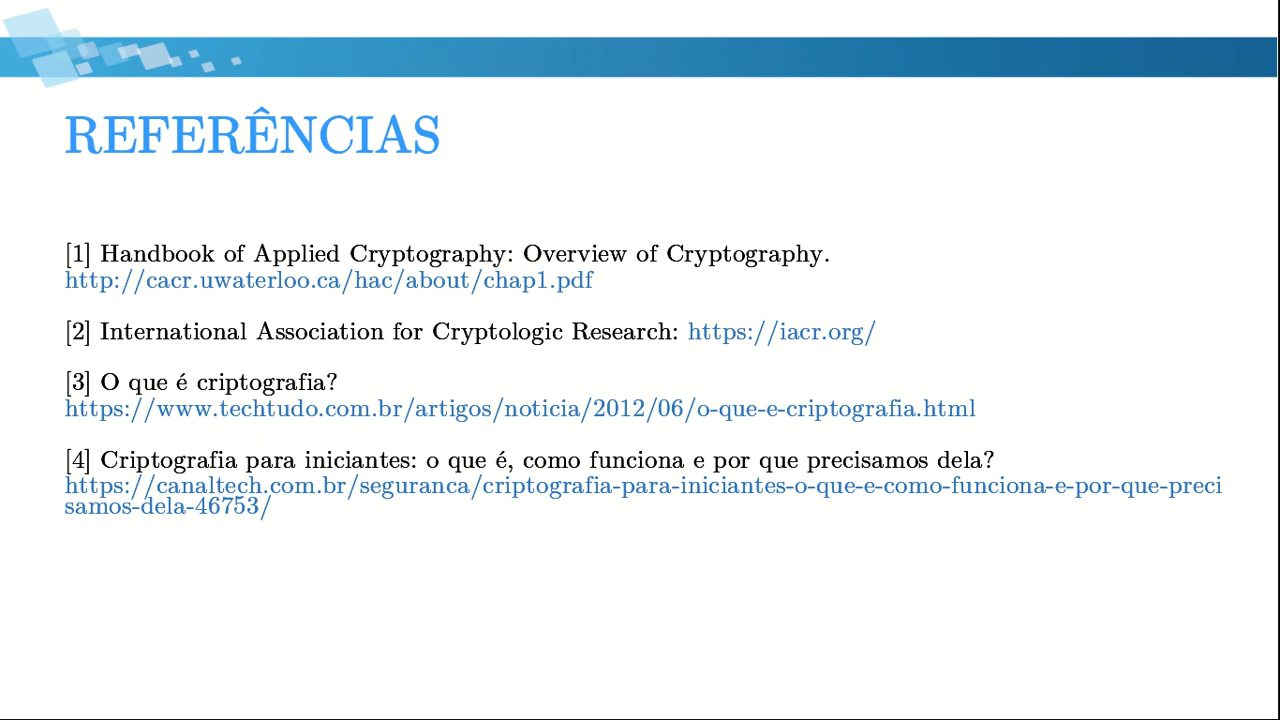 REFERÊNCIAS
[1] Handbook of Applied Cryptography: Overview of Cryptography.
http://cacr.uwaterloo.ca/hac/about/chap1.pdf
[2] International Association for Cryptologic Research: https://iacr.org/
[3] O que é criptografia?
https://www.techtudo.com.br/artigos/noticia/2012/06/o-que-e-criptografia.html
[4] Criptografia para iniciantes: o que é, como funciona e por que precisamos dela?
https://canaltech.com.br/seguranca/criptografia-para-iniciantes-o-que-e-como-funciona-e-por-que-preci
samos-dela-46753/